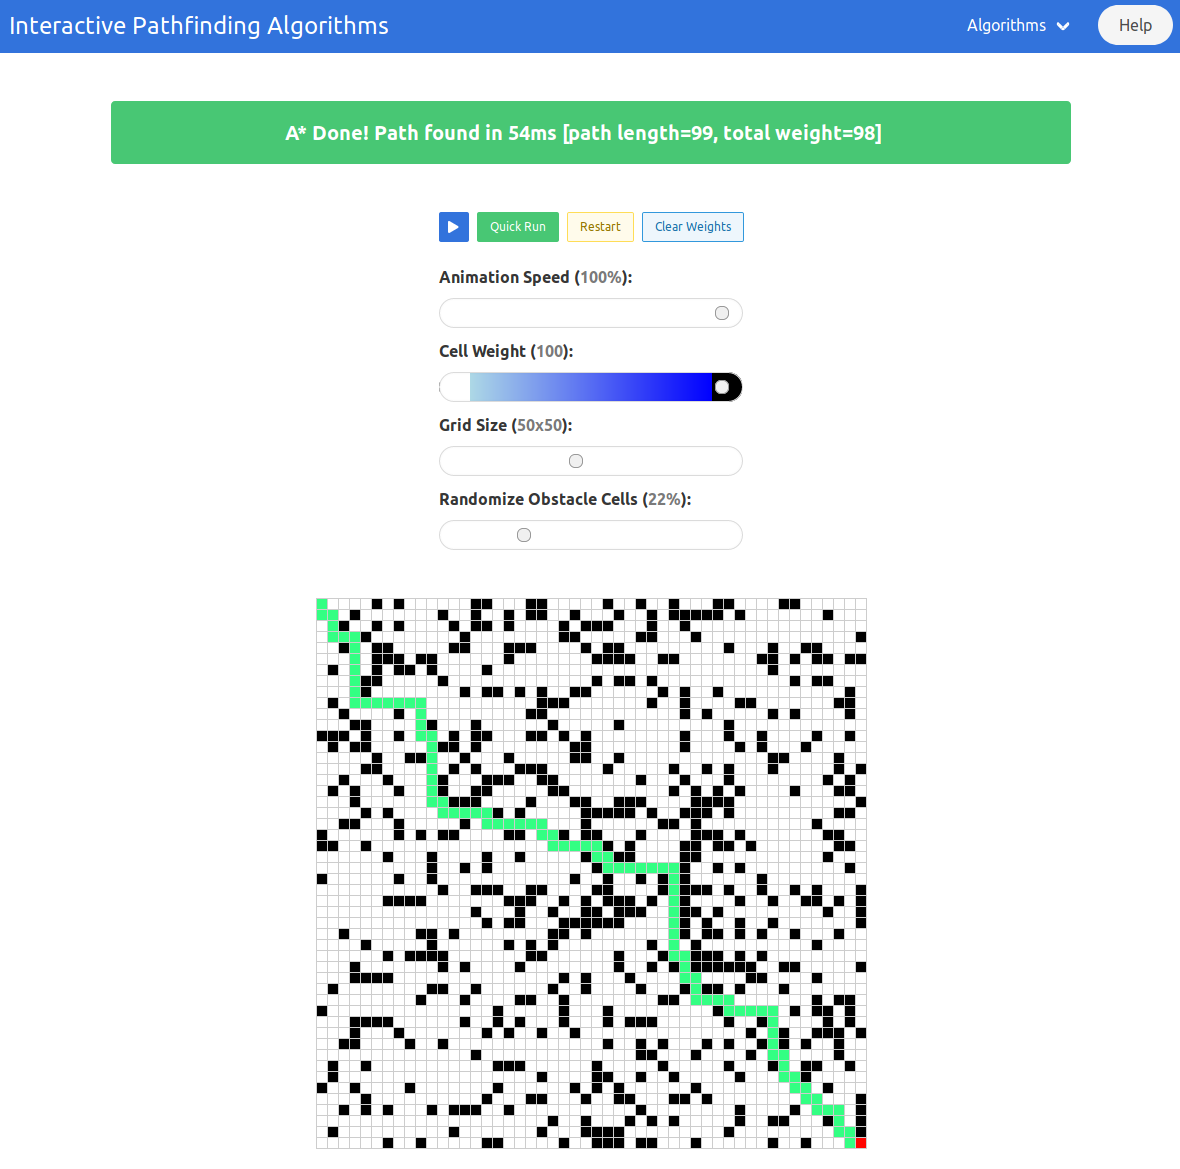 Interactive Pathfinding Algorithms
Algorithms
Help
A* Done! Path found in 54ms [path length=99, total weight=98]
Quick Run
Restart
Clear Weights
Animation Speed (100%):
Cell Weight (100):
Grid Size (50x50):
Randomize Obstacle Cells (22%):